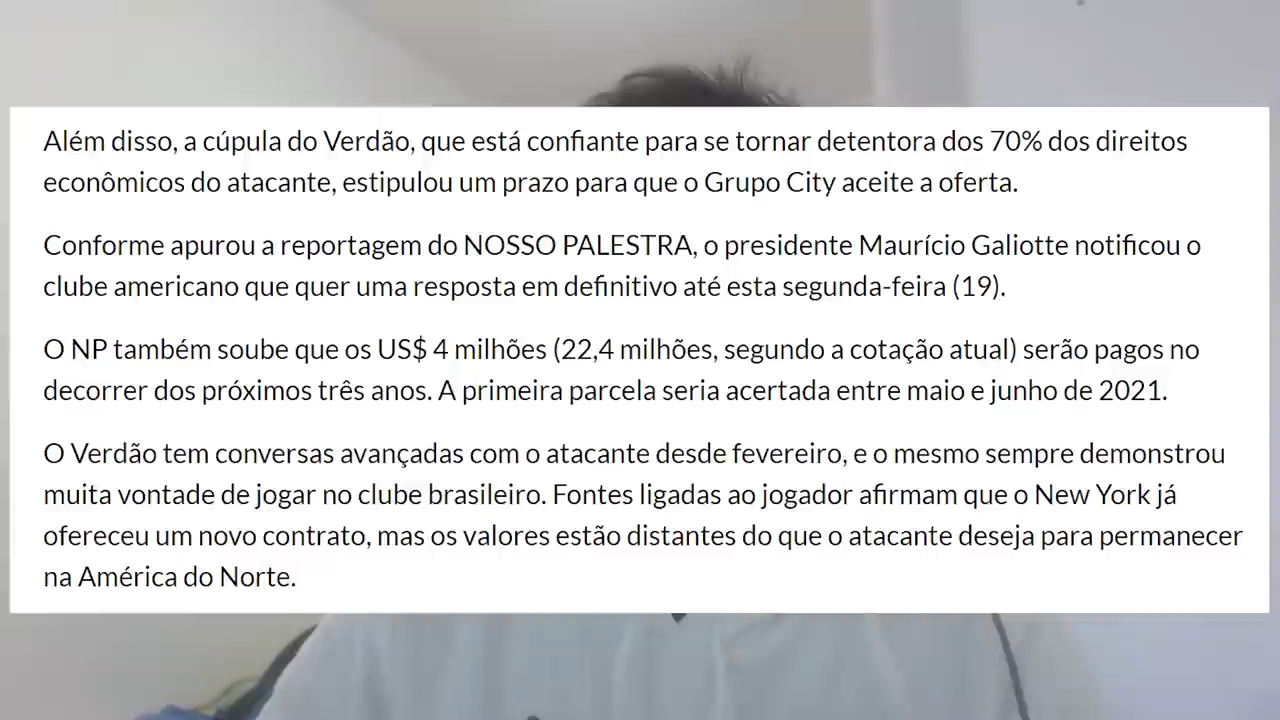 Além disso, a cúpula do Verdão, que está confiante para se tornar detentora dos 70% dos direitos
econômicos do atacante, estipulou um prazo para que o Grupo City aceite a oferta.
Conforme apurou a reportagem do NOSSO PALESTRA, o presidente Maurício Galiotte notificou o
clube americano que quer uma resposta em definitivo até esta segunda-feira (19).
O NP também soube que os US$ 4 milhões (22,4 milhões, segundo a cotação atual) serão pagos no
decorrer dos próximos três anos. A primeira parcela seria acertada entre maio e junho de 2021.
O Verdão tem conversas avançadas com o atacante desde fevereiro, e o mesmo sempre demonstrou
muita vontade de jogar no clube brasileiro. Fontes ligadas ao jogador afirmam que o New York já
ofereceu um novo contrato, mas os valores estão distantes do que o atacante deseja para permanecer
na América do Norte.